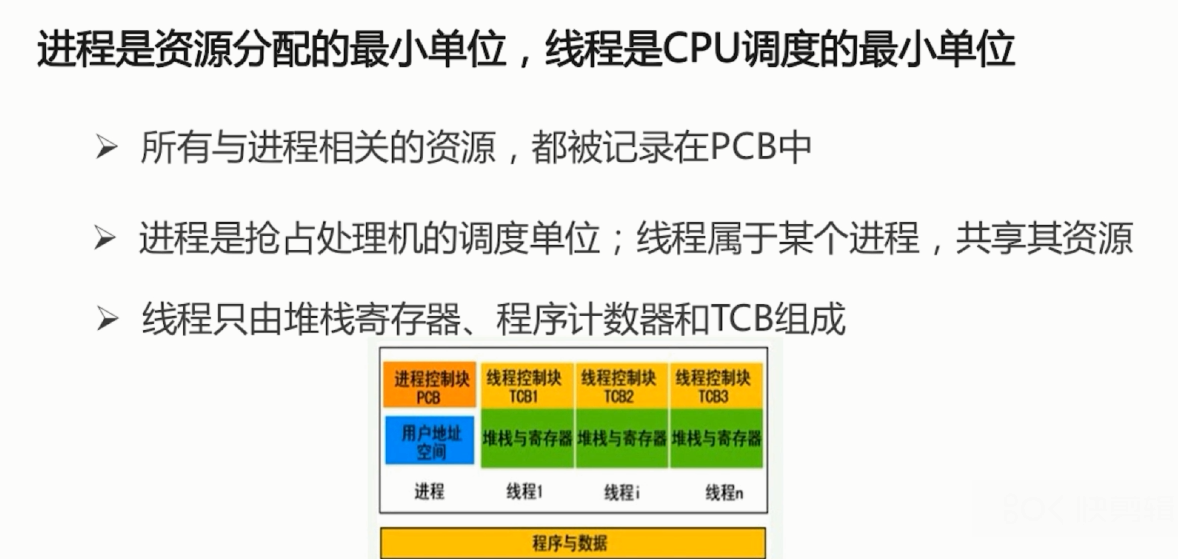 进程是资源分配的最小单位，线程是CPU调度的最小单位
➢ 所有与进程相关的资源，都被记录在PCB中
➢ 进程是抢占处理机的调度单位；线程属于某个进程，共享其资源
➢ 线程只由堆栈寄存器、程序计数器和TCB组成
进程控制块 线程控制块 线程控制块 线程控制块
PCB TCB1 TCB2 TCB3
用户地址 堆栈与寄存器 堆栈与寄存器 堆栈与寄存器
空间
进程 线程1 线程i 线程n
程序与数据